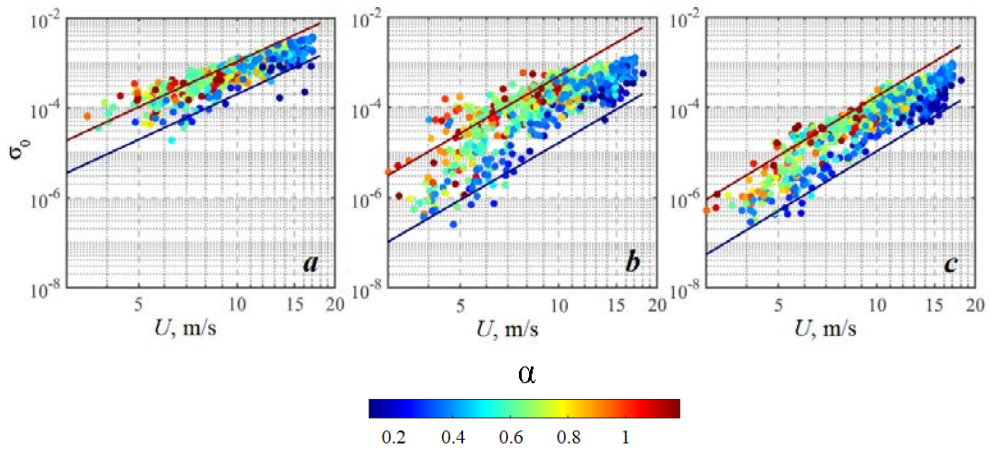 10⁻² 10⁻² 10⁻²
10⁻⁴ 10⁻⁴ 10⁻⁴
σ₀
10⁻⁶ 10⁻⁶ 10⁻⁶
a b c
10⁻⁸ 10⁻⁸ 10⁻⁸
5 10 15 20 5 10 15 20 5 10 15 20
U, m/s U, m/s U, m/s
α
0.2 0.4 0.6 0.8 1